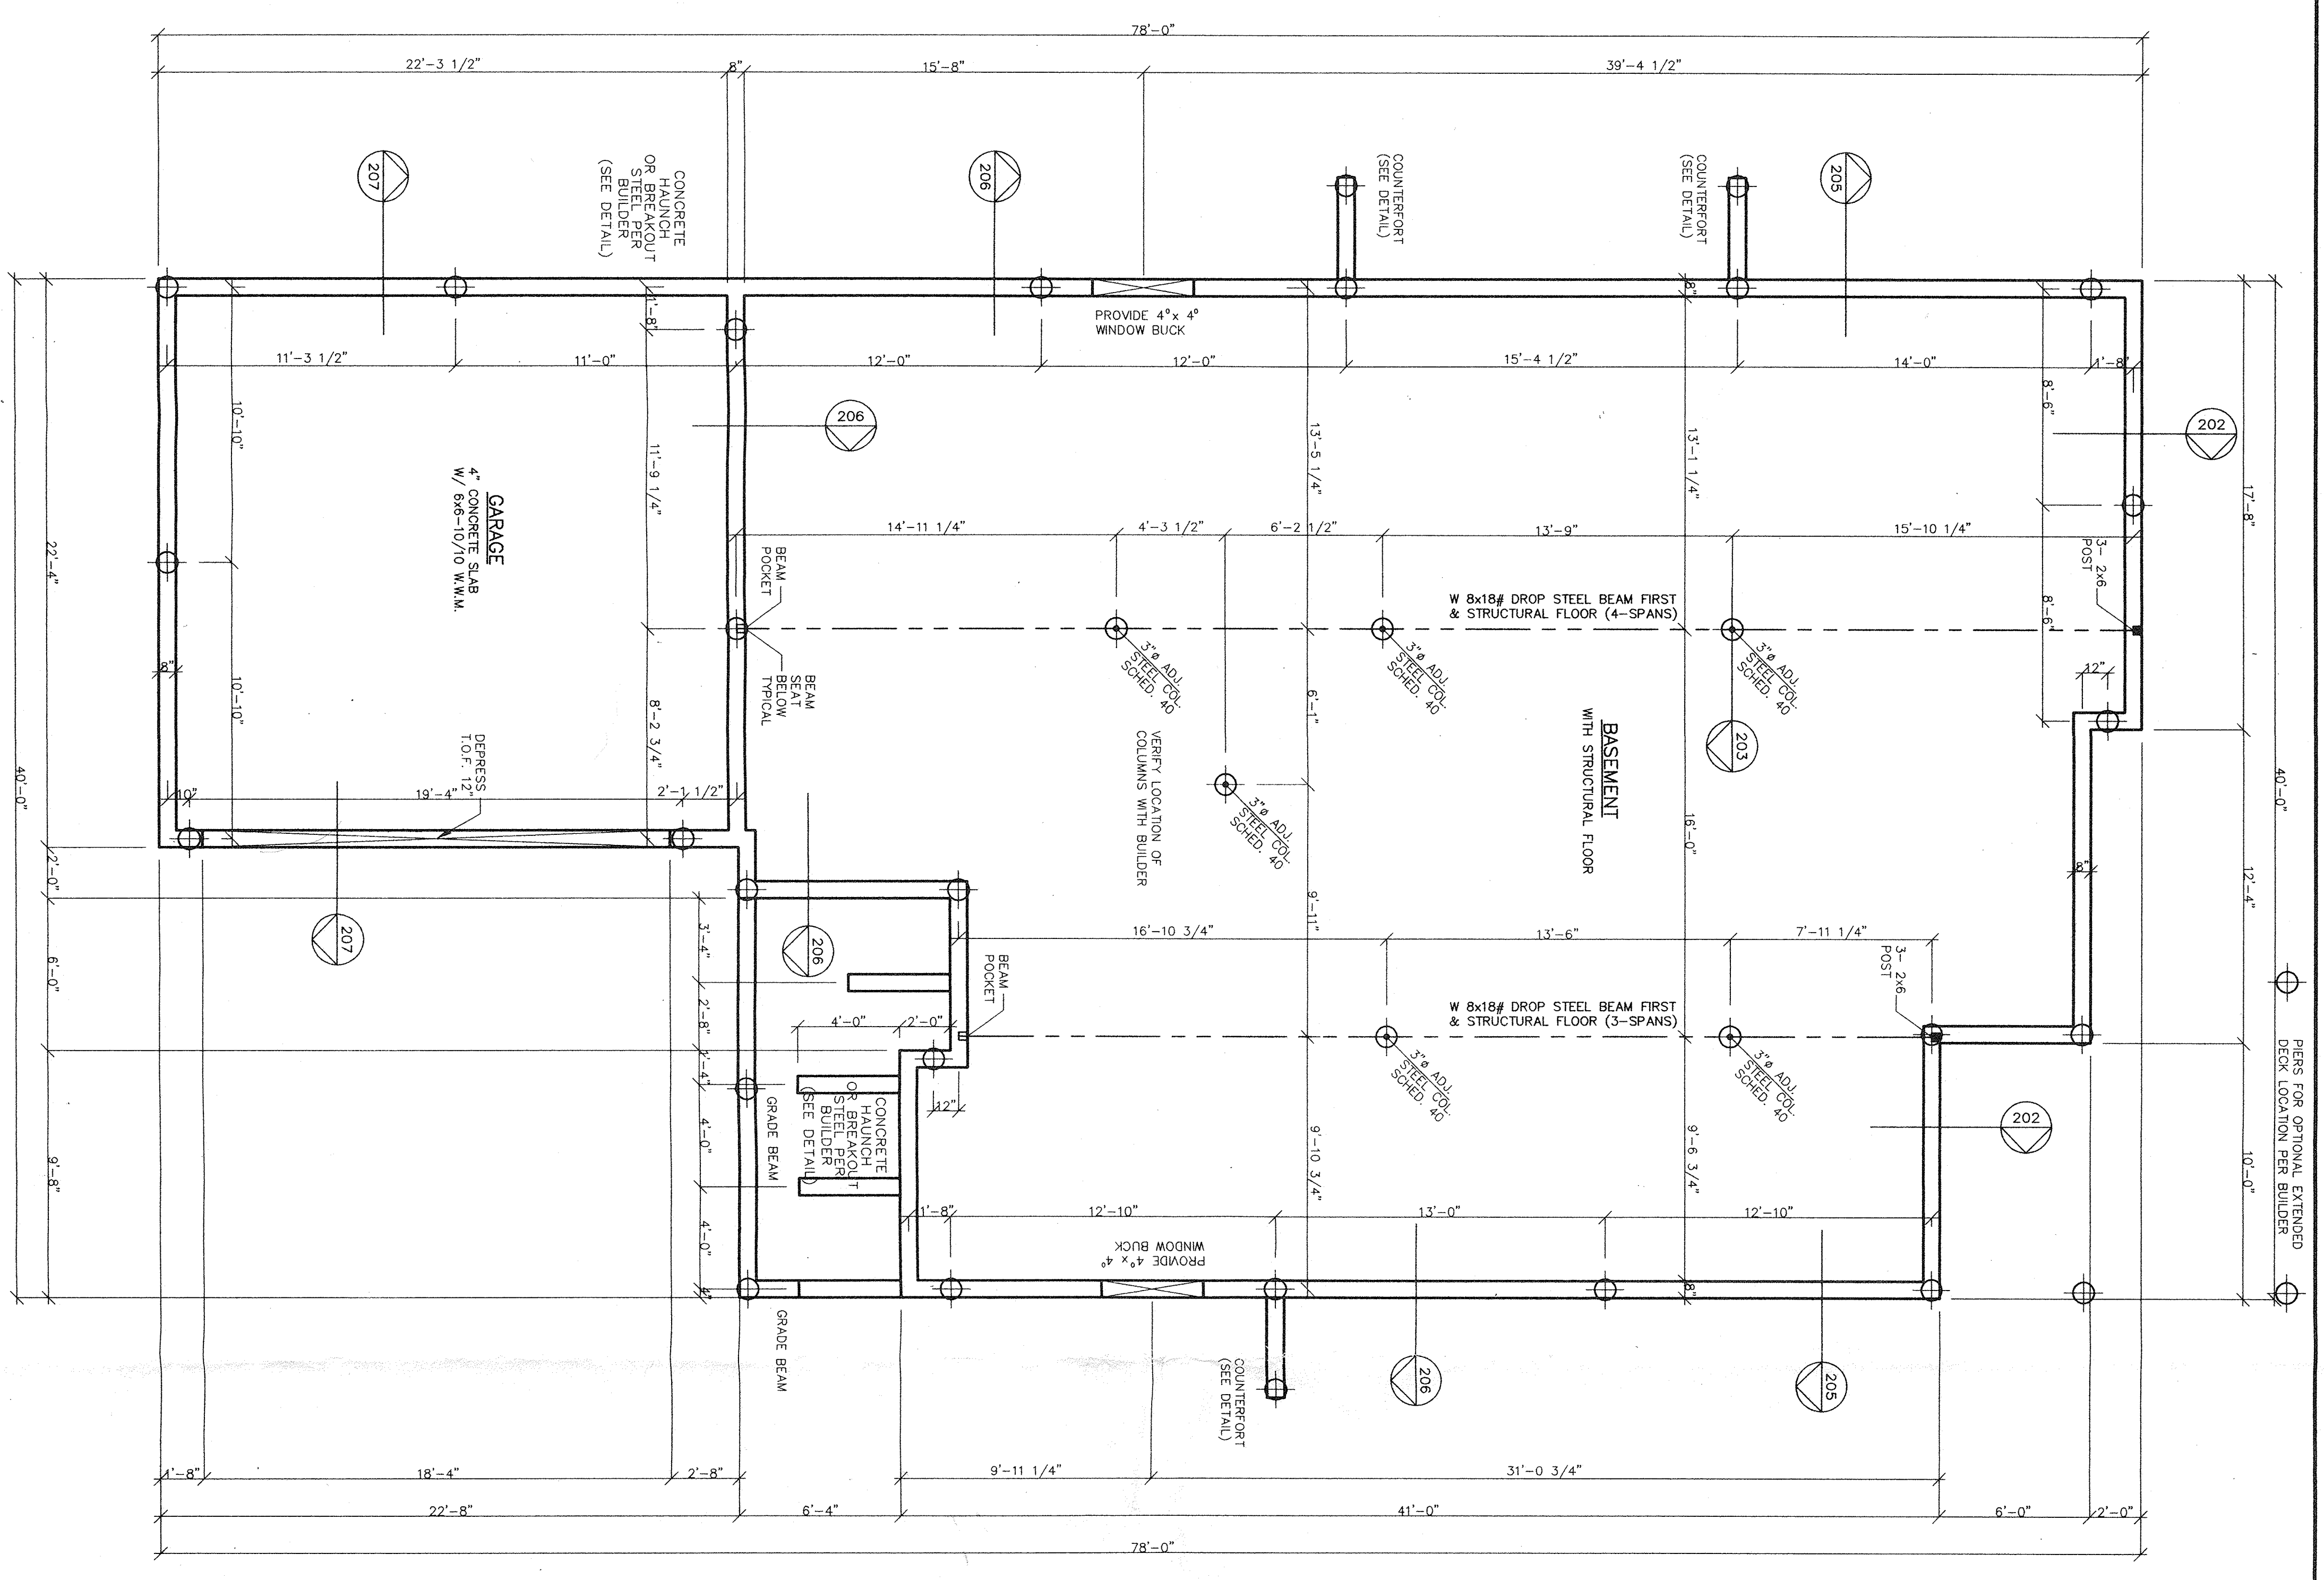 78'-0"
22'-3 1/2"
8"
15'-8"
39'-4 1/2"
207
CONCRETE
HAUNCH
OR BREAKOUT
STEEL PER
BUILDER
(SEE DETAIL)
206
COUNTERFORT
(SEE DETAIL)
COUNTERFORT
(SEE DETAIL)
205
PROVIDE 4⁰x 4⁰
WINDOW BUCK
1'-8"
8"
11'-3 1/2"
11'-0"
12'-0"
12'-0"
15'-4 1/2"
14'-0"
1'-8"
10'-10"
11'-9 1/4"
206
13'-5 1/4"
13'-1 1/4"
8'-6"
202
17'-8"
GARAGE
4" CONCRETE SLAB
W/ 6x6-10/10 W.W.M.
14'-11 1/4"
4'-3 1/2"
6'-2 1/2"
13'-9"
15'-10 1/4"
22'-4"
BEAM
POCKET
3- 2x6
POST
W 8x18# DROP STEEL BEAM FIRST
& STRUCTURAL FLOOR (4-SPANS)
8'-6"
8"
10'-10"
8'-2 3/4"
BEAM
SEAT
BELOW
TYPICAL
3"ø ADJ.
STEEL COL.
SCHED. 40
3"ø ADJ.
STEEL COL.
SCHED. 40
3"ø ADJ.
STEEL COL.
SCHED. 40
12"
6'-1"
BASEMENT
WITH STRUCTURAL FLOOR
203
VERIFY LOCATION OF
COLUMNS WITH BUILDER
DEPRESS
T.O.F. 12"
40'-0"
10"
19'-4"
2'-1 1/2"
3"ø ADJ.
STEEL COL.
SCHED. 40
16'-0"
40'-0"
2'-0"
8"
12'-4"
207
206
3'-4"
9'-11"
16'-10 3/4"
13'-6"
7'-11 1/4"
6'-0"
BEAM
POCKET
3- 2x6
POST
W 8x18# DROP STEEL BEAM FIRST
& STRUCTURAL FLOOR (3-SPANS)
2'-8"
4'-0"
2'-0"
1'-4"
3"ø ADJ.
STEEL COL.
SCHED. 40
3"ø ADJ.
STEEL COL.
SCHED. 40
PIERS FOR OPTIONAL EXTENDED
DECK LOCATION PER BUILDER
12"
4'-0"
GRADE BEAM
CONCRETE
HAUNCH
OR BREAKOUT
STEEL PER
BUILDER
(SEE DETAIL)
9'-10 3/4"
9'-6 3/4"
202
10'-0"
9'-8"
1'-8"
12'-10"
13'-0"
12'-10"
4'-0"
PROVIDE 4⁰x 4⁰
WINDOW BUCK
4"
8"
GRADE BEAM
COUNTERFORT
(SEE DETAIL)
206
205
1'-8"
18'-4"
2'-8"
9'-11 1/4"
31'-0 3/4"
22'-8"
6'-4"
41'-0"
6'-0"
2'-0"
78'-0"